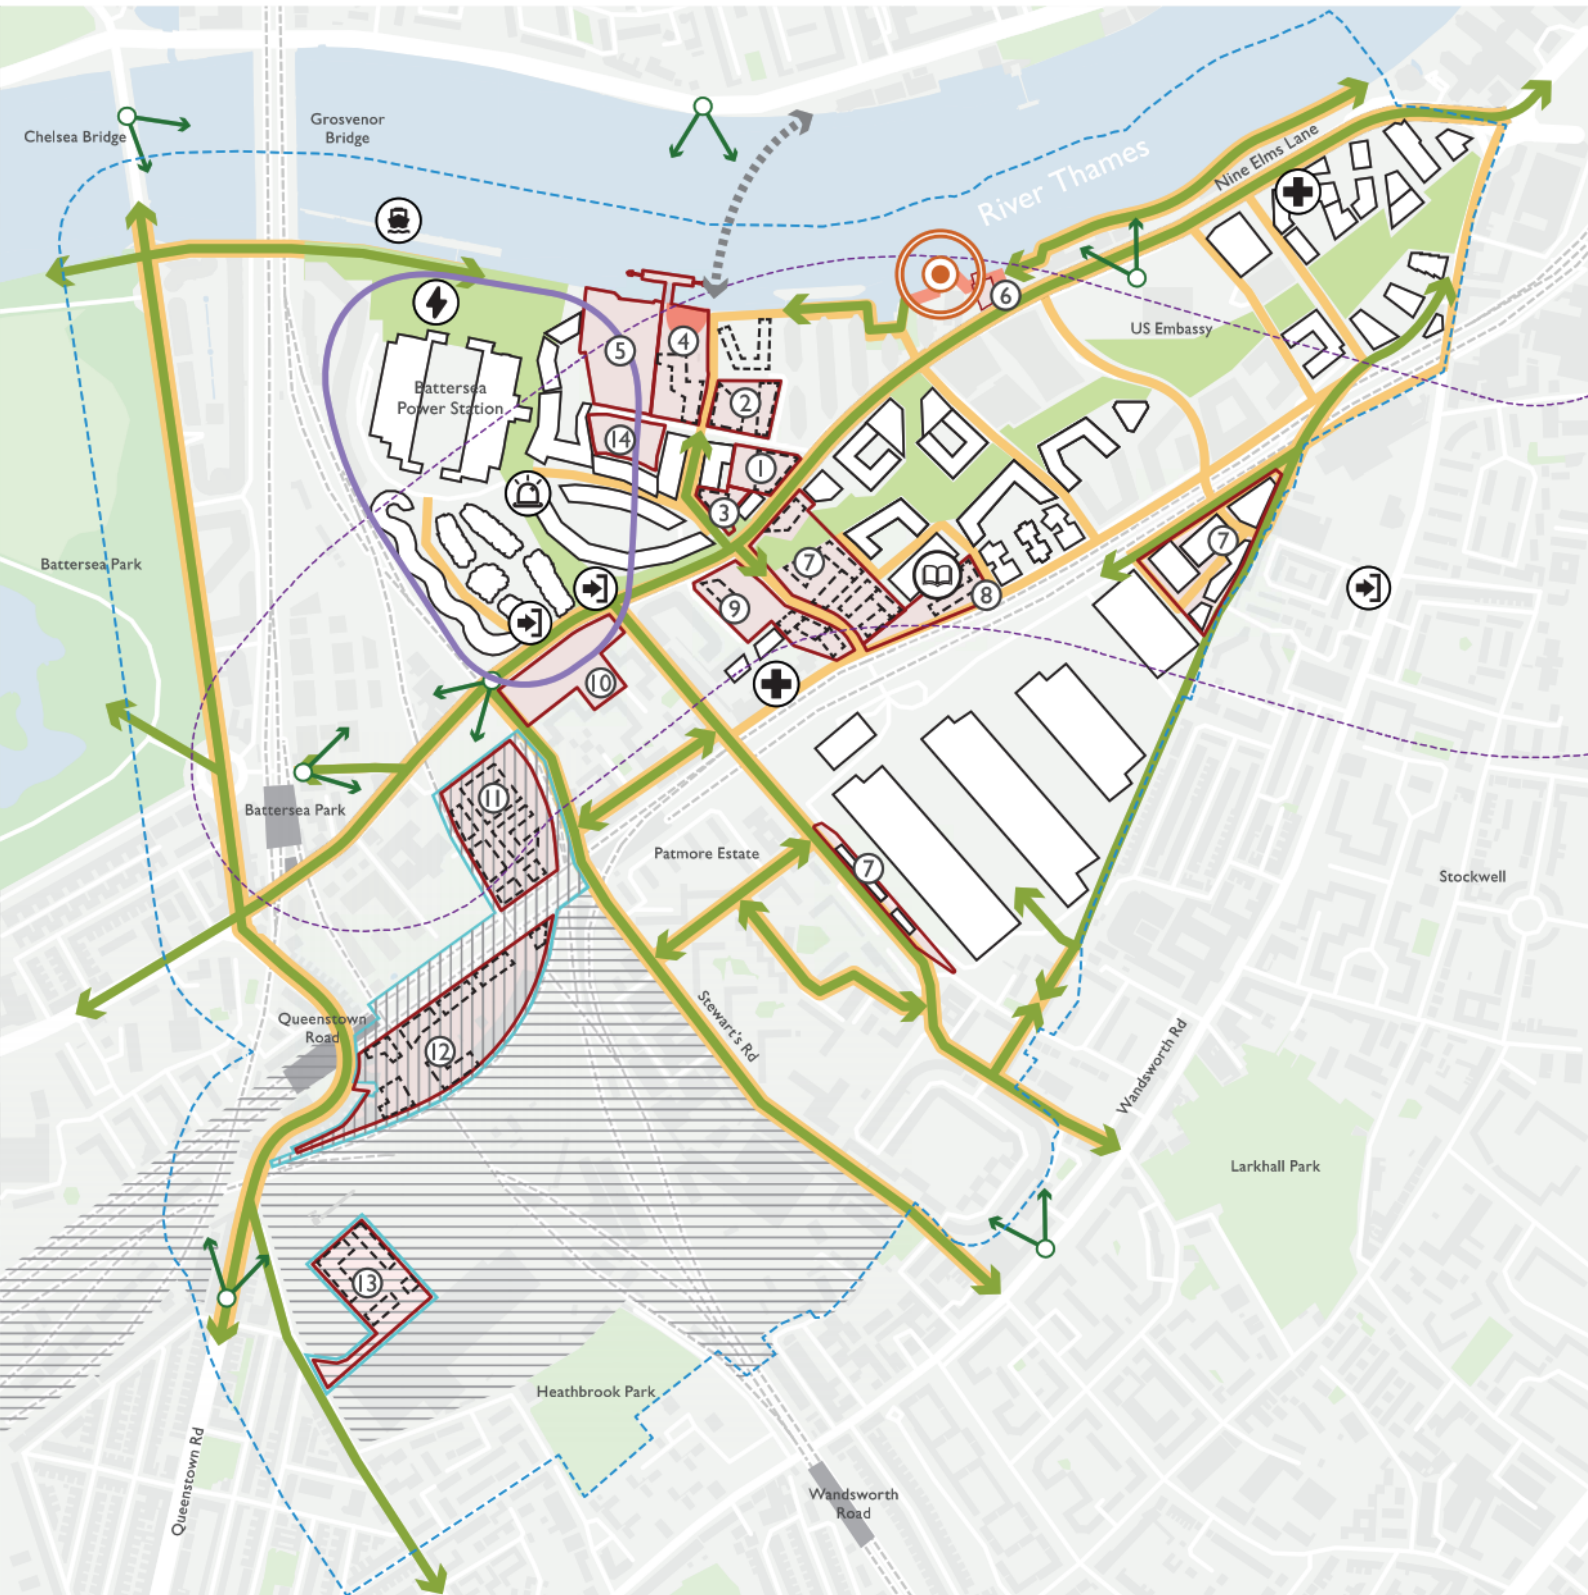 Grosvenor
Bridge
Chelsea Bridge
River Thames
Nine Elms Lane
6
US Embassy
5
4
2
Battersea
Power Station
14
1
3
7
7
Battersea Park
9
8
10
11
Battersea Park
Patmore Estate
7
Stockwell
Queenstown
Road
12
Stewart's Rd
Wandsworth Rd
Larkhall Park
13
Heathbrook Park
Queenstown Rd
Wandsworth
Road